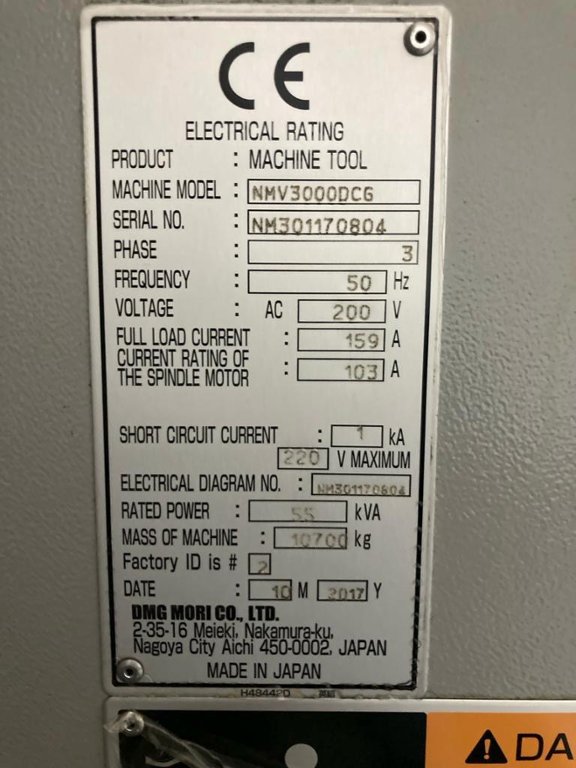 CE
ELECTRICAL RATING
PRODUCT : MACHINE TOOL
MACHINE MODEL : NMV3000DCG
SERIAL NO. : NM301170804
PHASE : 3
FREQUENCY : 50 Hz
VOLTAGE : AC 200 V
FULL LOAD CURRENT : 159 A
CURRENT RATING OF
THE SPINDLE MOTOR : 103 A
SHORT CIRCUIT CURRENT : 1 kA
220 V MAXIMUM
ELECTRICAL DIAGRAM NO. : NM301170804
RATED POWER : 55 kVA
MASS OF MACHINE : 10700 kg
Factory ID is # 2
DATE : 10 M 2017 Y
DMG MORI CO., LTD.
2-35-16 Meieki, Nakamura-ku,
Nagoya City Aichi 450-0002, JAPAN
MADE IN JAPAN
DA